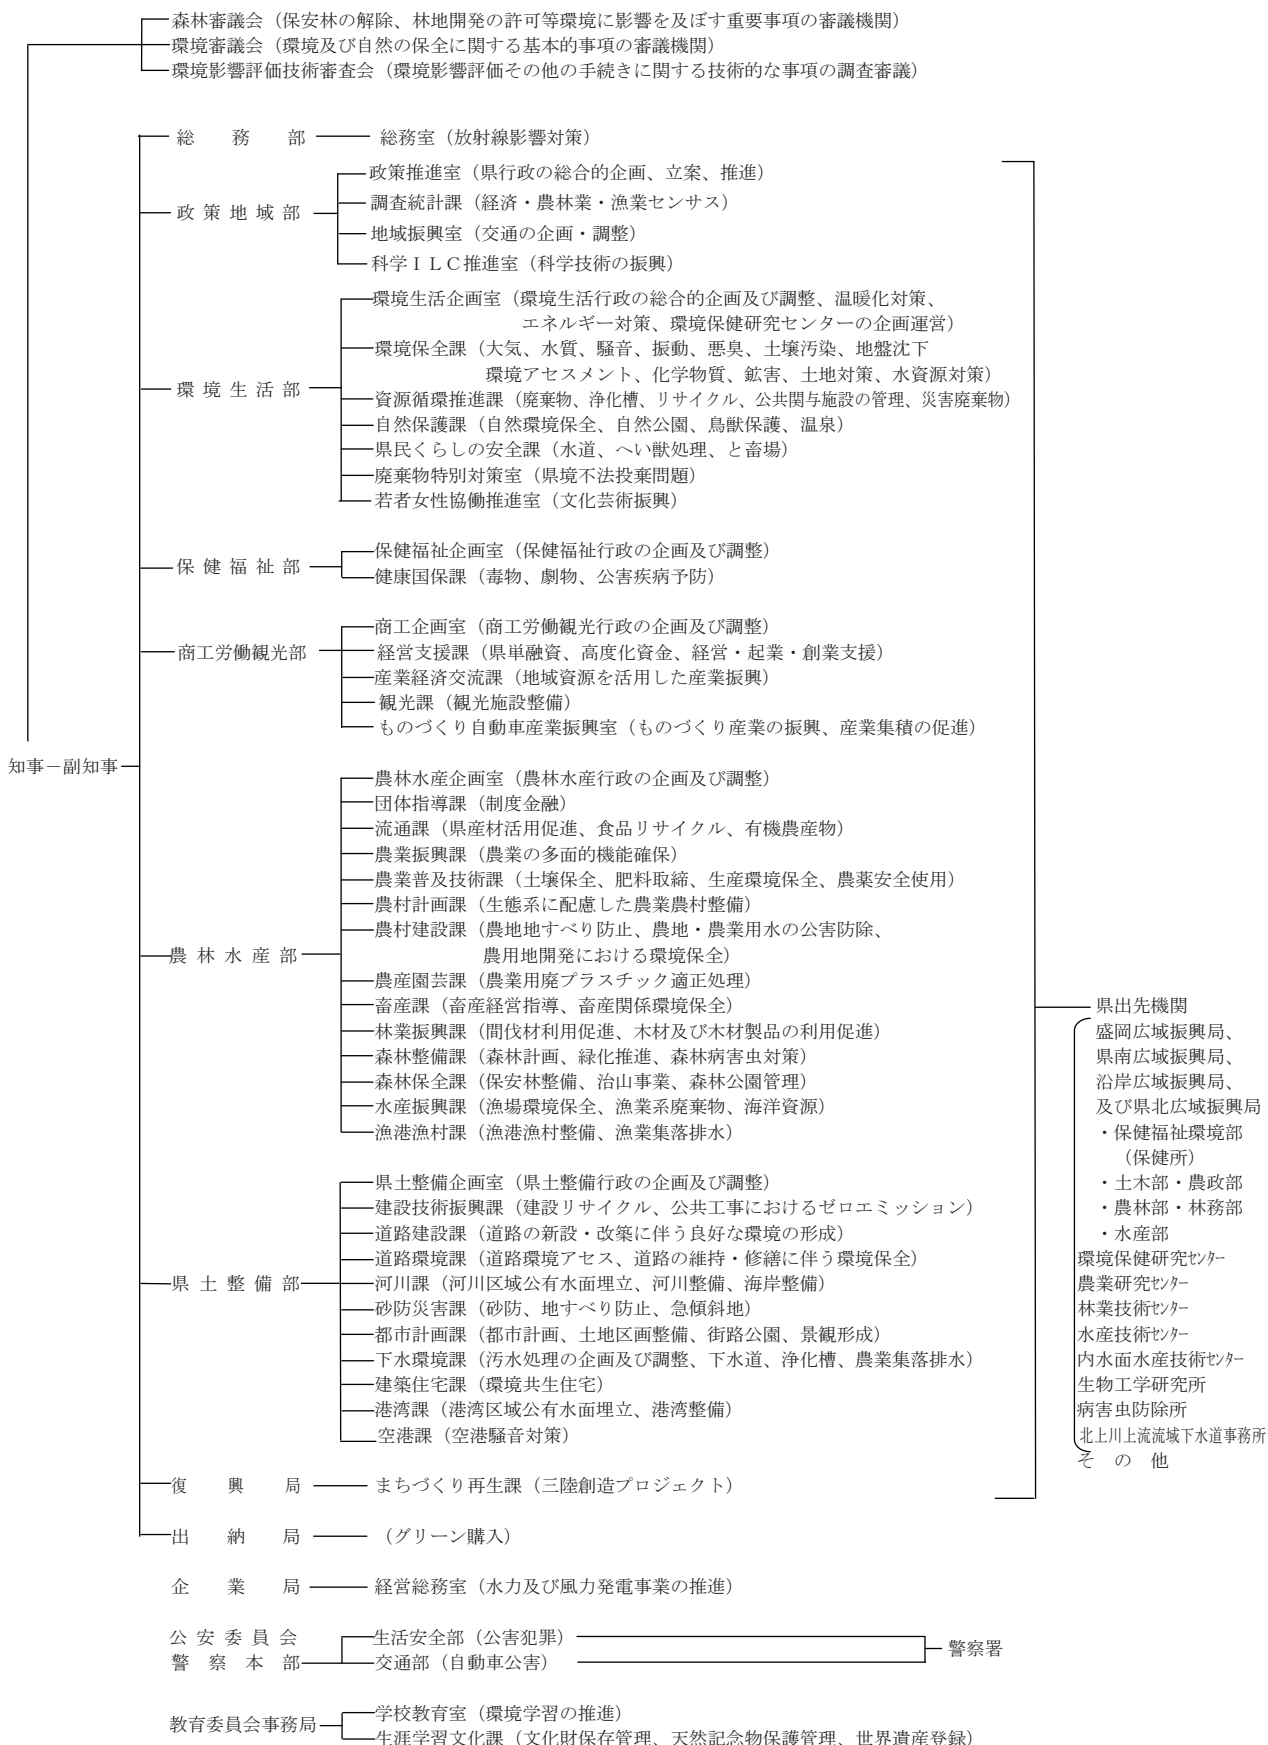 森林審議会（保安林の解除、林地開発の許可等環境に影響を及ぼす重要事項の審議機関）
環境審議会（環境及び自然の保全に関する基本的事項の審議機関）
環境影響評価技術審査会（環境影響評価その他の手続きに関する技術的な事項の調査審議）
総務部
総務室（放射線影響対策）
政策地域部
政策推進室（県行政の総合的企画、立案、推進）
調査統計課（経済・農林業・漁業センサス）
地域振興室（交通の企画・調整）
科学ＩＬＣ推進室（科学技術の振興）
環境生活部
環境生活企画室（環境生活行政の総合的企画及び調整、温暖化対策、
エネルギー対策、環境保健研究センターの企画運営）
環境保全課（大気、水質、騒音、振動、悪臭、土壌汚染、地盤沈下
環境アセスメント、化学物質、鉱害、土地対策、水資源対策）
資源循環推進課（廃棄物、浄化槽、リサイクル、公共関与施設の管理、災害廃棄物）
自然保護課（自然環境保全、自然公園、鳥獣保護、温泉）
県民くらしの安全課（水道、へい獣処理、と畜場）
廃棄物特別対策室（県境不法投棄問題）
若者女性協働推進室（文化芸術振興）
保健福祉部
保健福祉企画室（保健福祉行政の企画及び調整）
健康国保課（毒物、劇物、公害疾病予防）
商工労働観光部
商工企画室（商工労働観光行政の企画及び調整）
経営支援課（県単融資、高度化資金、経営・起業・創業支援）
産業経済交流課（地域資源を活用した産業振興）
観光課（観光施設整備）
ものづくり自動車産業振興室（ものづくり産業の振興、産業集積の促進）
知事－副知事
農林水産部
農林水産企画室（農林水産行政の企画及び調整）
団体指導課（制度金融）
流通課（県産材活用促進、食品リサイクル、有機農産物）
農業振興課（農業の多面的機能確保）
農業普及技術課（土壌保全、肥料取締、生産環境保全、農薬安全使用）
農村計画課（生態系に配慮した農業農村整備）
農村建設課（農地地すべり防止、農地・農業用水の公害防除、
農用地開発における環境保全）
農産園芸課（農業用廃プラスチック適正処理）
畜産課（畜産経営指導、畜産関係環境保全）
林業振興課（間伐材利用促進、木材及び木材製品の利用促進）
森林整備課（森林計画、緑化推進、森林病害虫対策）
森林保全課（保安林整備、治山事業、森林公園管理）
水産振興課（漁場環境保全、漁業系廃棄物、海洋資源）
漁港漁村課（漁港漁村整備、漁業集落排水）
県土整備部
県土整備企画室（県土整備行政の企画及び調整）
建設技術振興課（建設リサイクル、公共工事におけるゼロエミッション）
道路建設課（道路の新設・改築に伴う良好な環境の形成）
道路環境課（道路環境アセス、道路の維持・修繕に伴う環境保全）
河川課（河川区域公有水面埋立、河川整備、海岸整備）
砂防災害課（砂防、地すべり防止、急傾斜地）
都市計画課（都市計画、土地区画整備、街路公園、景観形成）
下水環境課（汚水処理の企画及び調整、下水道、浄化槽、農業集落排水）
建築住宅課（環境共生住宅）
港湾課（港湾区域公有水面埋立、港湾整備）
空港課（空港騒音対策）
復興局
まちづくり再生課（三陸創造プロジェクト）
出納局
（グリーン購入）
県出先機関
盛岡広域振興局、
県南広域振興局、
沿岸広域振興局、
及び県北広域振興局
・保健福祉環境部
（保健所）
・土木部・農政部
・農林部・林務部
・水産部
環境保健研究ｾﾝﾀｰ
農業研究ｾﾝﾀｰ
林業技術ｾﾝﾀｰ
水産技術ｾﾝﾀｰ
内水面水産技術ｾﾝﾀｰ
生物工学研究所
病害虫防除所
北上川上流流域下水道事務所
その他
企業局
経営総務室（水力及び風力発電事業の推進）
公安委員会
警察本部
生活安全部（公害犯罪）
交通部（自動車公害）
警察署
教育委員会事務局
学校教育室（環境学習の推進）
生涯学習文化課（文化財保存管理、天然記念物保護管理、世界遺産登録）